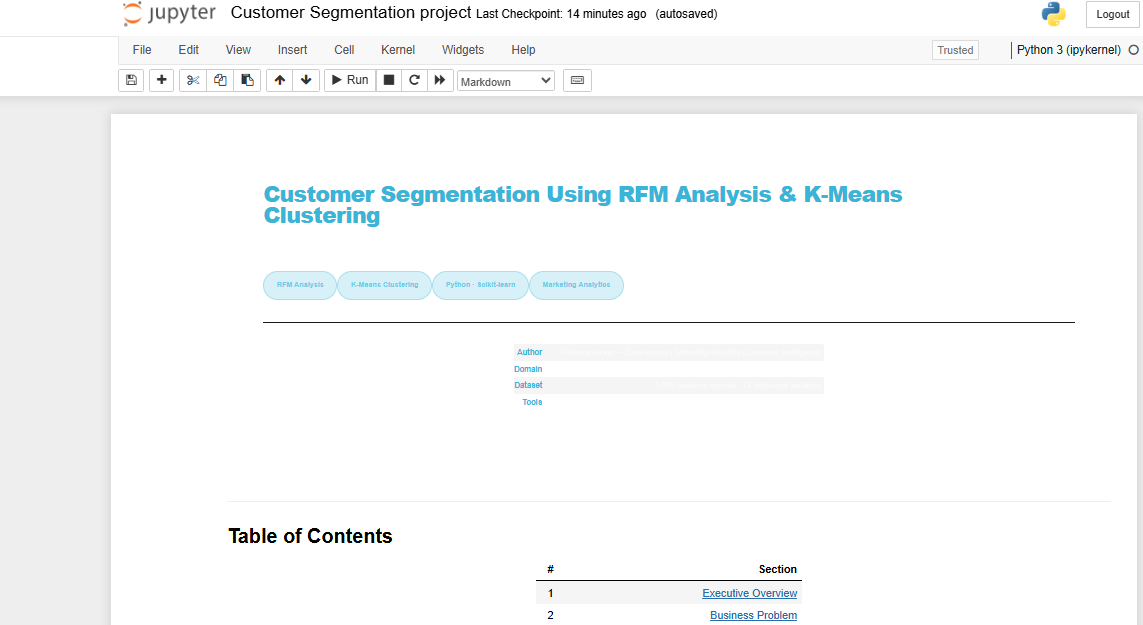 jupyter Customer Segmentation project Last Checkpoint: 14 minutes ago (autosaved) Logout
File Edit View Insert Cell Kernel Widgets Help Trusted Python 3 (ipykernel)
Run Markdown
Customer Segmentation Using RFM Analysis & K-Means
Clustering
RFM Analysis K-Means Clustering Python · Scikit-learn Marketing Analytics
Author
Domain
Dataset
Tools
Table of Contents
# Section
1 Executive Overview
2 Business Problem